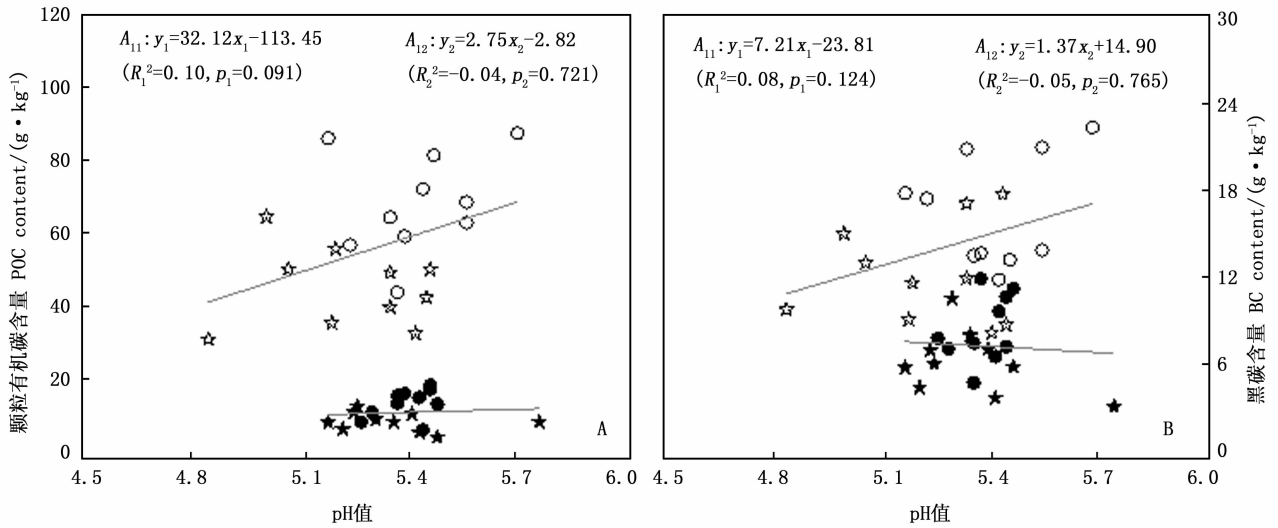 120
100
80
60
40
20
0
颗粒有机碳含量 POC content/(g·kg⁻¹)
A₁₁:y₁=32.12x₁−113.45
(R₁²=0.10,p₁=0.091)
A₁₂:y₂=2.75x₂−2.82
(R₂²=−0.04,p₂=0.721)
A
4.5 4.8 5.1 5.4 5.7 6.0
pH值
A₁₁:y₁=7.21x₁−23.81
(R₁²=0.08,p₁=0.124)
A₁₂:y₂=1.37x₂+14.90
(R₂²=−0.05,p₂=0.765)
B
4.5 4.8 5.1 5.4 5.7 6.0
pH值
30
24
18
12
6
0
黑碳含量 BC content/(g·kg⁻¹)